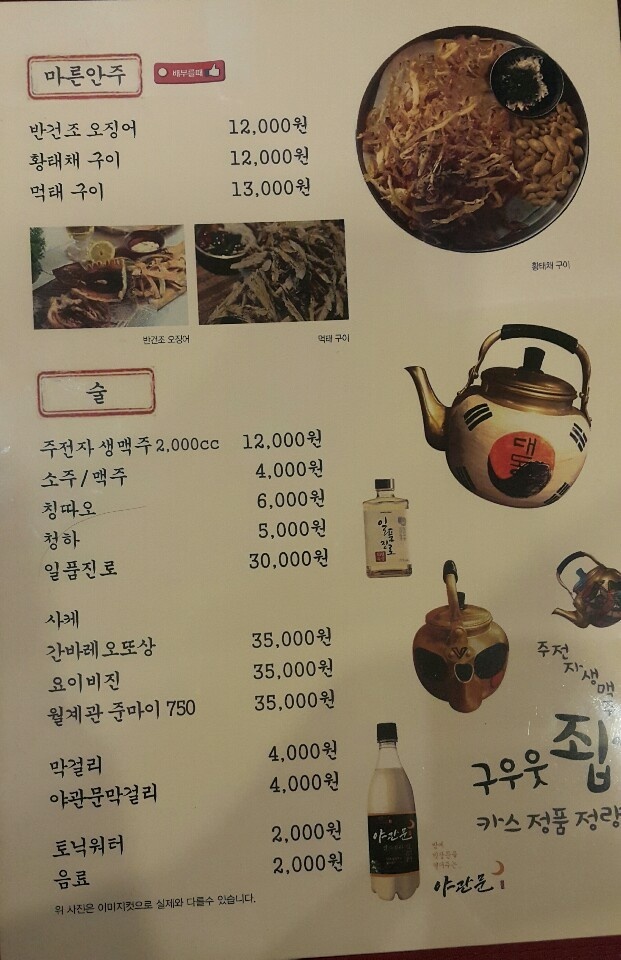 마른안주
배부를때
반건조 오징어 12,000원
황태채 구이 12,000원
먹태 구이 13,000원
황태채 구이
반건조 오징어
먹태 구이
술
주전자 생맥주 2,000cc 12,000원
소주/맥주 4,000원
칭따오 6,000원
청하 5,000원
일품진로 30,000원
사케
간바레오또상 35,000원
요이비진 35,000원
월계관 준마이 750 35,000원
막걸리 4,000원
야관문막걸리 4,000원
토닉워터 2,000원
음료 2,000원
위 사진은 이미지컷으로 실제와 다를수 있습니다.
일품진로
주전자생맥주
구우웃 집
카스 정품 정량
야관문
야관문